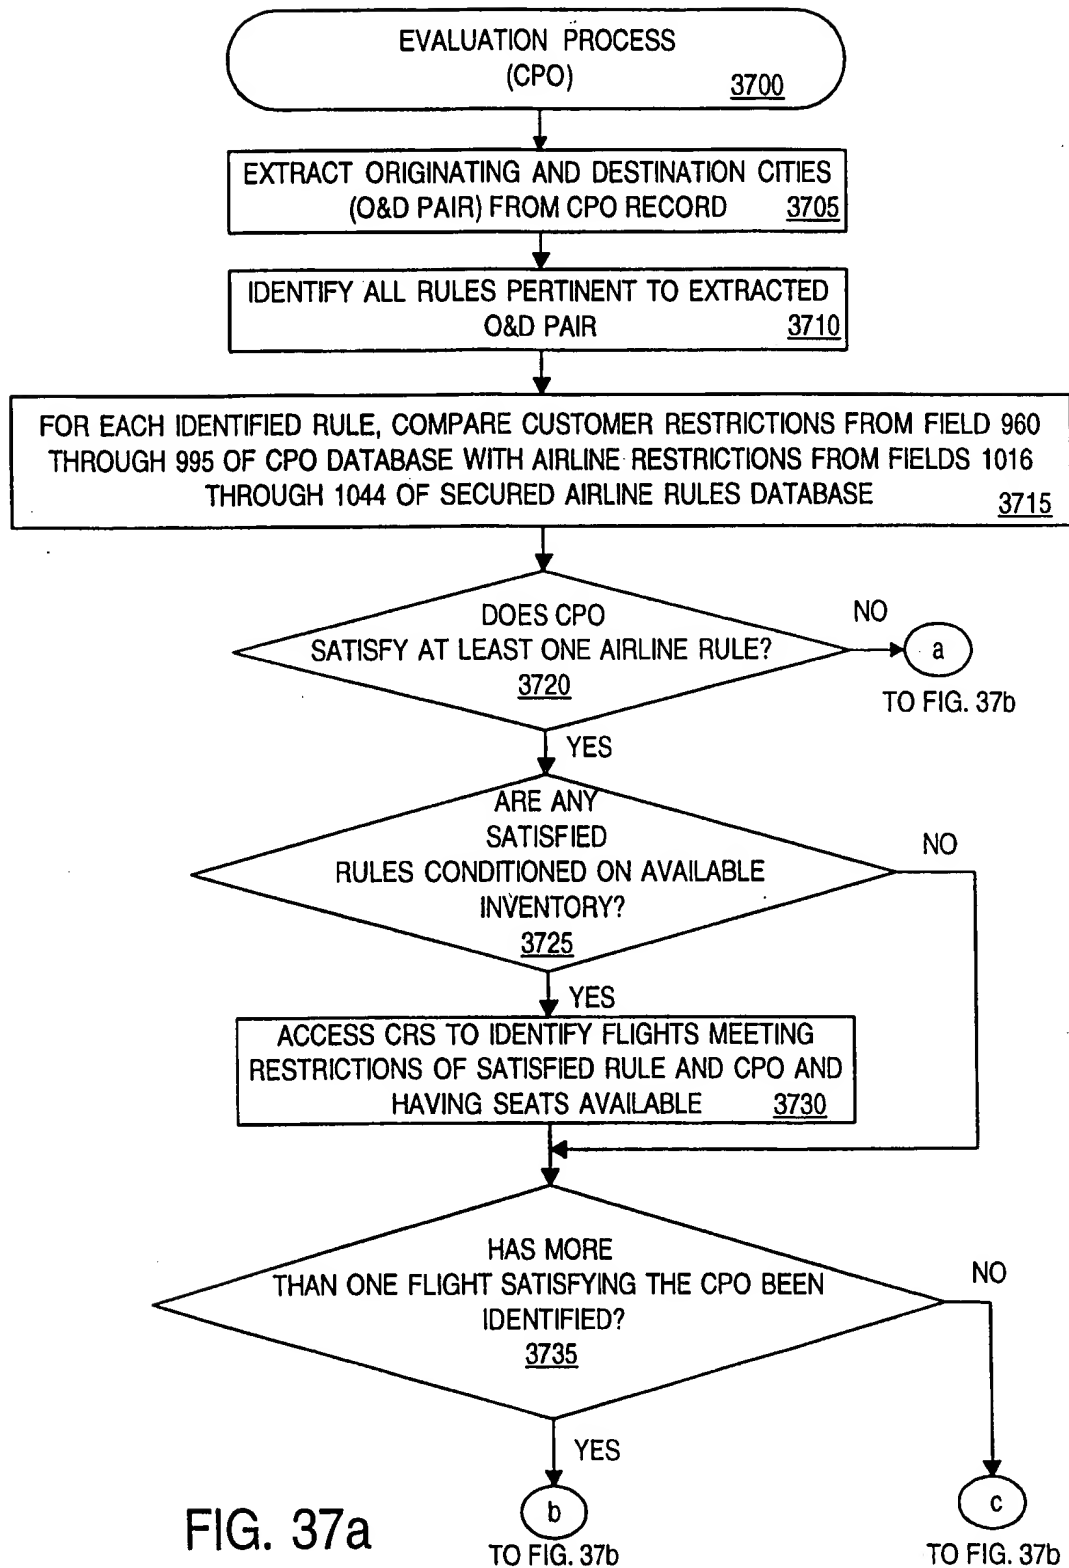 EVALUATION PROCESS
(CPO)
3700
EXTRACT ORIGINATING AND DESTINATION CITIES
(O&D PAIR) FROM CPO RECORD 3705
IDENTIFY ALL RULES PERTINENT TO EXTRACTED
O&D PAIR 3710
FOR EACH IDENTIFIED RULE, COMPARE CUSTOMER RESTRICTIONS FROM FIELD 960
THROUGH 995 OF CPO DATABASE WITH AIRLINE RESTRICTIONS FROM FIELDS 1016
THROUGH 1044 OF SECURED AIRLINE RULES DATABASE 3715
DOES CPO
SATISFY AT LEAST ONE AIRLINE RULE?
3720
NO
a
TO FIG. 37b
YES
ARE ANY
SATISFIED
RULES CONDITIONED ON AVAILABLE
INVENTORY?
3725
NO
YES
ACCESS CRS TO IDENTIFY FLIGHTS MEETING
RESTRICTIONS OF SATISFIED RULE AND CPO AND
HAVING SEATS AVAILABLE 3730
HAS MORE
THAN ONE FLIGHT SATISFYING THE CPO BEEN
IDENTIFIED?
3735
NO
YES
b
TO FIG. 37b
c
TO FIG. 37b
FIG. 37a